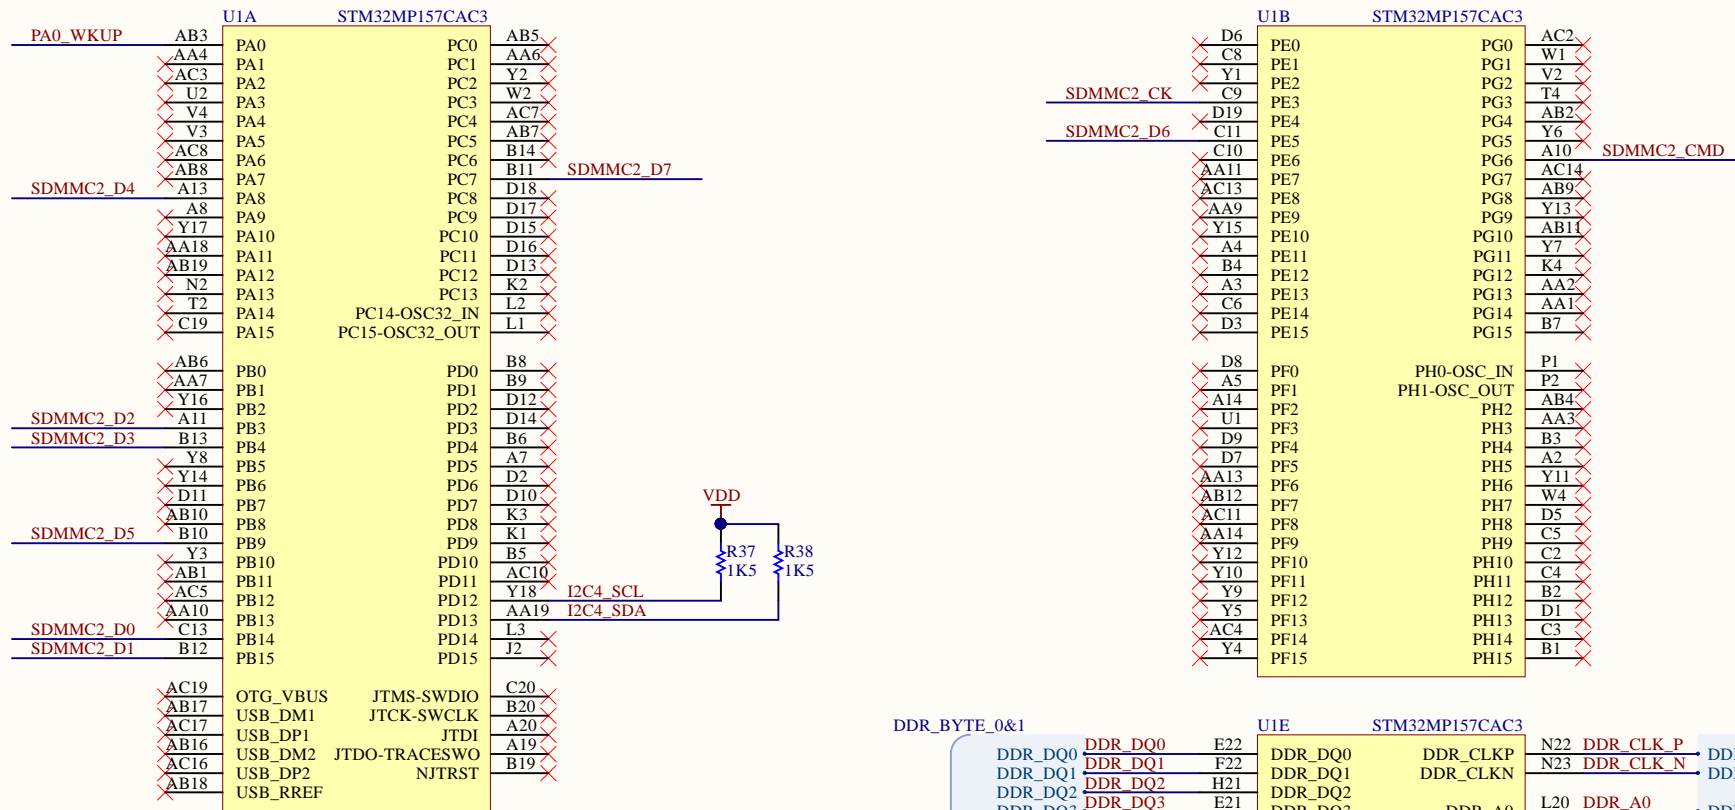 U1A STM32MP157CAC3
PA0_WKUP AB3 PA0 PC0 AB5
AA4 PA1 PC1 AA6
AC3 PA2 PC2 Y2
U2 PA3 PC3 W2
V4 PA4 PC4 AC7
V3 PA5 PC5 AB7
AC8 PA6 PC6 B14
AB8 PA7 PC7 B11 SDMMC2_D7
SDMMC2_D4 A13 PA8 PC8 D18
A8 PA9 PC9 D17
Y17 PA10 PC10 D15
AA18 PA11 PC11 D16
AB19 PA12 PC12 D13
N2 PA13 PC13 K2
T2 PA14 PC14-OSC32_IN L2
C19 PA15 PC15-OSC32_OUT L1
AB6 PB0 PD0 B8
AA7 PB1 PD1 B9
Y16 PB2 PD2 D12
SDMMC2_D2 A11 PB3 PD3 D14
SDMMC2_D3 B13 PB4 PD4 B6
Y8 PB5 PD5 A7
Y14 PB6 PD6 D2
D11 PB7 PD7 D10
AB10 PB8 PD8 K3
SDMMC2_D5 B10 PB9 PD9 K1
Y3 PB10 PD10 B5
AB1 PB11 PD11 AC10
AC5 PB12 PD12 Y18 I2C4_SCL
AA10 PB13 PD13 AA19 I2C4_SDA
SDMMC2_D0 C13 PB14 PD14 L3
SDMMC2_D1 B12 PB15 PD15 J2
VDD
R37 R38
1K5 1K5
AC19 OTG_VBUS JTMS-SWDIO C20
AB17 USB_DM1 JTCK-SWCLK B20
AC17 USB_DP1 JTDI A20
AB16 USB_DM2 JTDO-TRACESWO A19
AC16 USB_DP2 NJTRST B19
AB18 USB_RREF
U1B STM32MP157CAC3
D6 PE0 PG0 AC2
C8 PE1 PG1 W1
Y1 PE2 PG2 V2
SDMMC2_CK C9 PE3 PG3 T4
D19 PE4 PG4 AB2
SDMMC2_D6 C11 PE5 PG5 Y6
C10 PE6 PG6 A10 SDMMC2_CMD
AA11 PE7 PG7 AC14
AC13 PE8 PG8 AB9
AA9 PE9 PG9 Y13
Y15 PE10 PG10 AB11
A4 PE11 PG11 Y7
B4 PE12 PG12 K4
A3 PE13 PG13 AA2
C6 PE14 PG14 AA1
D3 PE15 PG15 B7
D8 PF0 PH0-OSC_IN P1
A5 PF1 PH1-OSC_OUT P2
A14 PF2 PH2 AB4
U1 PF3 PH3 AA3
D9 PF4 PH4 B3
D7 PF5 PH5 A2
AA13 PF6 PH6 Y11
AB12 PF7 PH7 W4
AC11 PF8 PH8 D5
AA14 PF9 PH9 C5
Y12 PF10 PH10 C2
Y10 PF11 PH11 C4
Y9 PF12 PH12 B2
Y5 PF13 PH13 D1
AC4 PF14 PH14 C3
Y4 PF15 PH15 B1
DDR_BYTE_0&1 U1E STM32MP157CAC3
DDR_DQ0 DDR_DQ0 E22 DDR_DQ0 DDR_CLKP N22 DDR_CLK_P
DDR_DQ1 DDR_DQ1 F22 DDR_DQ1 DDR_CLKN N23 DDR_CLK_N
DDR_DQ2 DDR_DQ2 H21 DDR_DQ2
DDR_DQ3 DDR_DQ3 E21 DDR_DQ3 DDR_A0 L20 DDR_A0